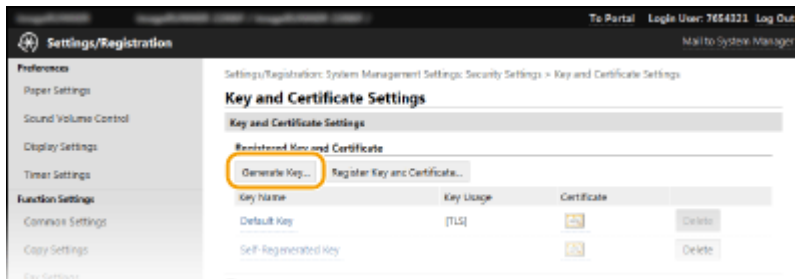 To Portal Login User: 7654321 Log Out
Settings/Registration
Mail to System Manager
Preferences
Paper Settings
Sound Volume Control
Display Settings
Timer Settings
Function Settings
Common Settings
Copy Settings
Settings/Registration: System Management Settings: Security Settings > Key and Certificate Settings
Key and Certificate Settings
Key and Certificate Settings
Registered Key and Certificate
Generate Key...
Register Key and Certificate...
Key Name Key Usage Certificate
Default Key [TLS] Delete
Self-Regenerated Key Delete